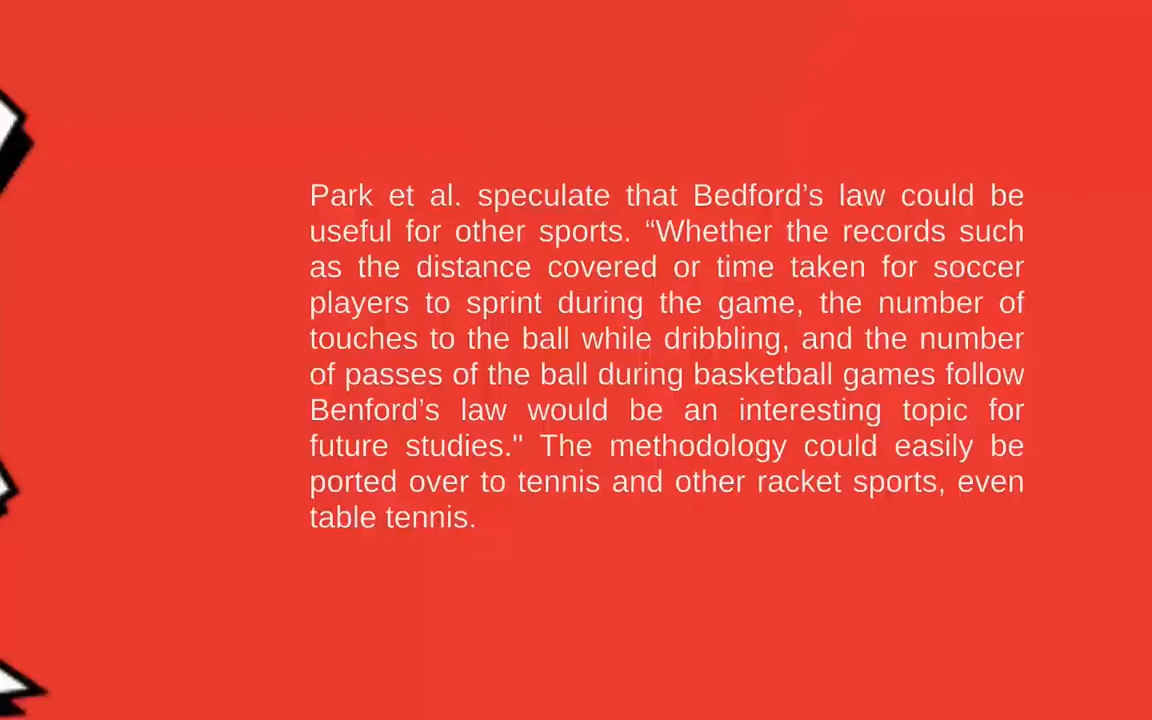 Park et al. speculate that Bedford’s law could be
useful for other sports. “Whether the records such
as the distance covered or time taken for soccer
players to sprint during the game, the number of
touches to the ball while dribbling, and the number
of passes of the ball during basketball games follow
Benford’s law would be an interesting topic for
future studies." The methodology could easily be
ported over to tennis and other racket sports, even
table tennis.